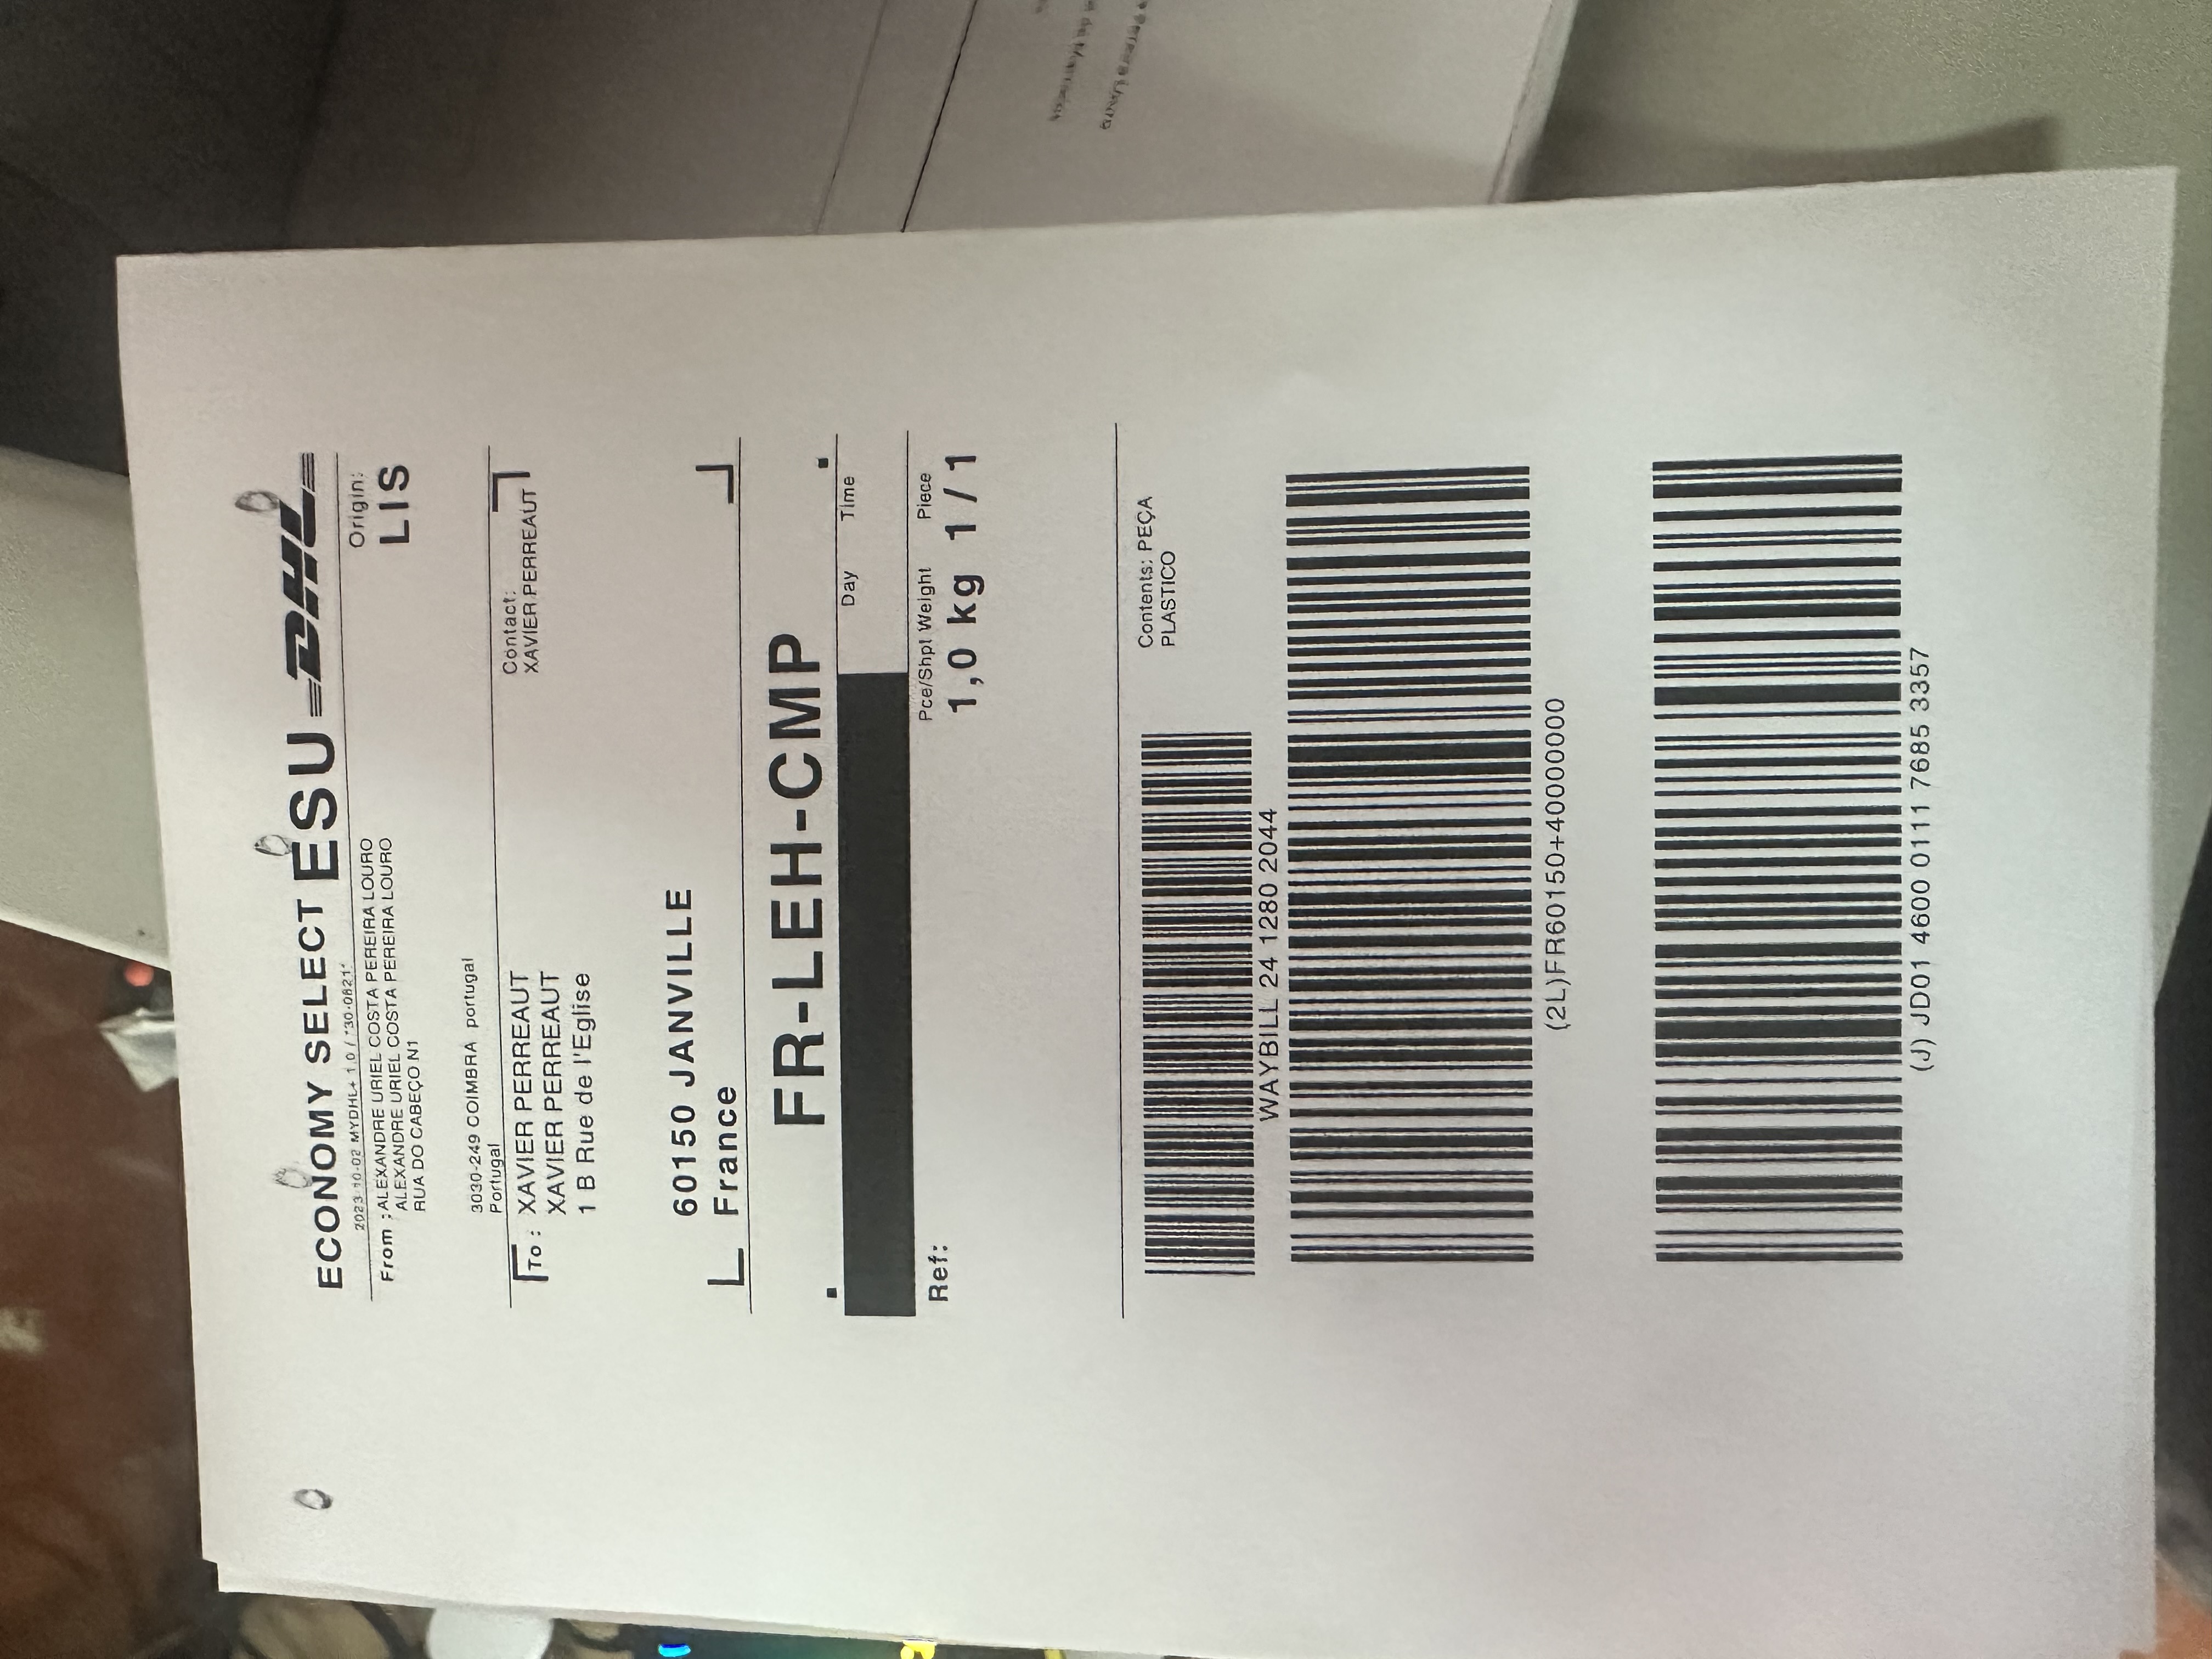 ECONOMY SELECT ESU DHL
2023-10-02 MYDHL+ 1.0 / *30-0821*
From : ALEXANDRE URIEL COSTA PEREIRA LOURO
ALEXANDRE URIEL COSTA PEREIRA LOURO
RUA DO CABEÇO N1
Origin:
LIS
3030-249 COIMBRA portugal
Portugal
To : XAVIER PERREAUT
XAVIER PERREAUT
1 B Rue de l'Eglise
Contact:
XAVIER PERREAUT
60150 JANVILLE
France
FR-LEH-CMP
Day Time
Ref:
Pce/Shpt Weight Piece
1,0 kg 1/1
Contents: PEÇA
PLASTICO
WAYBILL 24 1280 2044
(2L)FR60150+40000000
(J) JD01 4600 0111 7685 3357